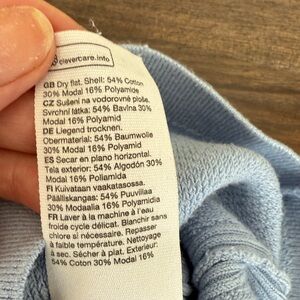 clevercare.info
GB Dry flat. Shell: 54% Cotton
30% Modal 16% Polyamide
CZ Sušení na vodorovné ploše.
Svrchní látka: 54% Bavlna 30%
Modal 16% Polyamid
DE Liegend trocknen.
Obermaterial: 54% Baumwolle
30% Modal 16% Polyamid
ES Secar en plano horizontal.
Tela exterior: 54% Algodón 30%
Modal 16% Poliamida
FI Kuivataan vaakatasossa.
Päälliskangas: 54% Puuvillaa
30% Modaalia 16% Polyamidia
FR Laver à la machine à l'eau
froide cycle délicat. Blanchir sans
chlore si nécessaire. Repasser
à faible température. Nettoyage
à sec. Sécher à plat. Exterieur:
54% Coton 30% Modal 16%